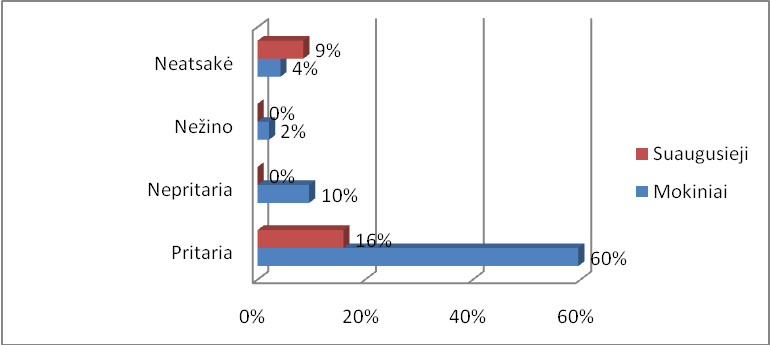 Neatsakė
9%
4%
Nežino
0%
2%
Nepritaria
0%
10%
Pritaria
16%
60%
0% 20% 40% 60%
Suaugusieji
Mokiniai